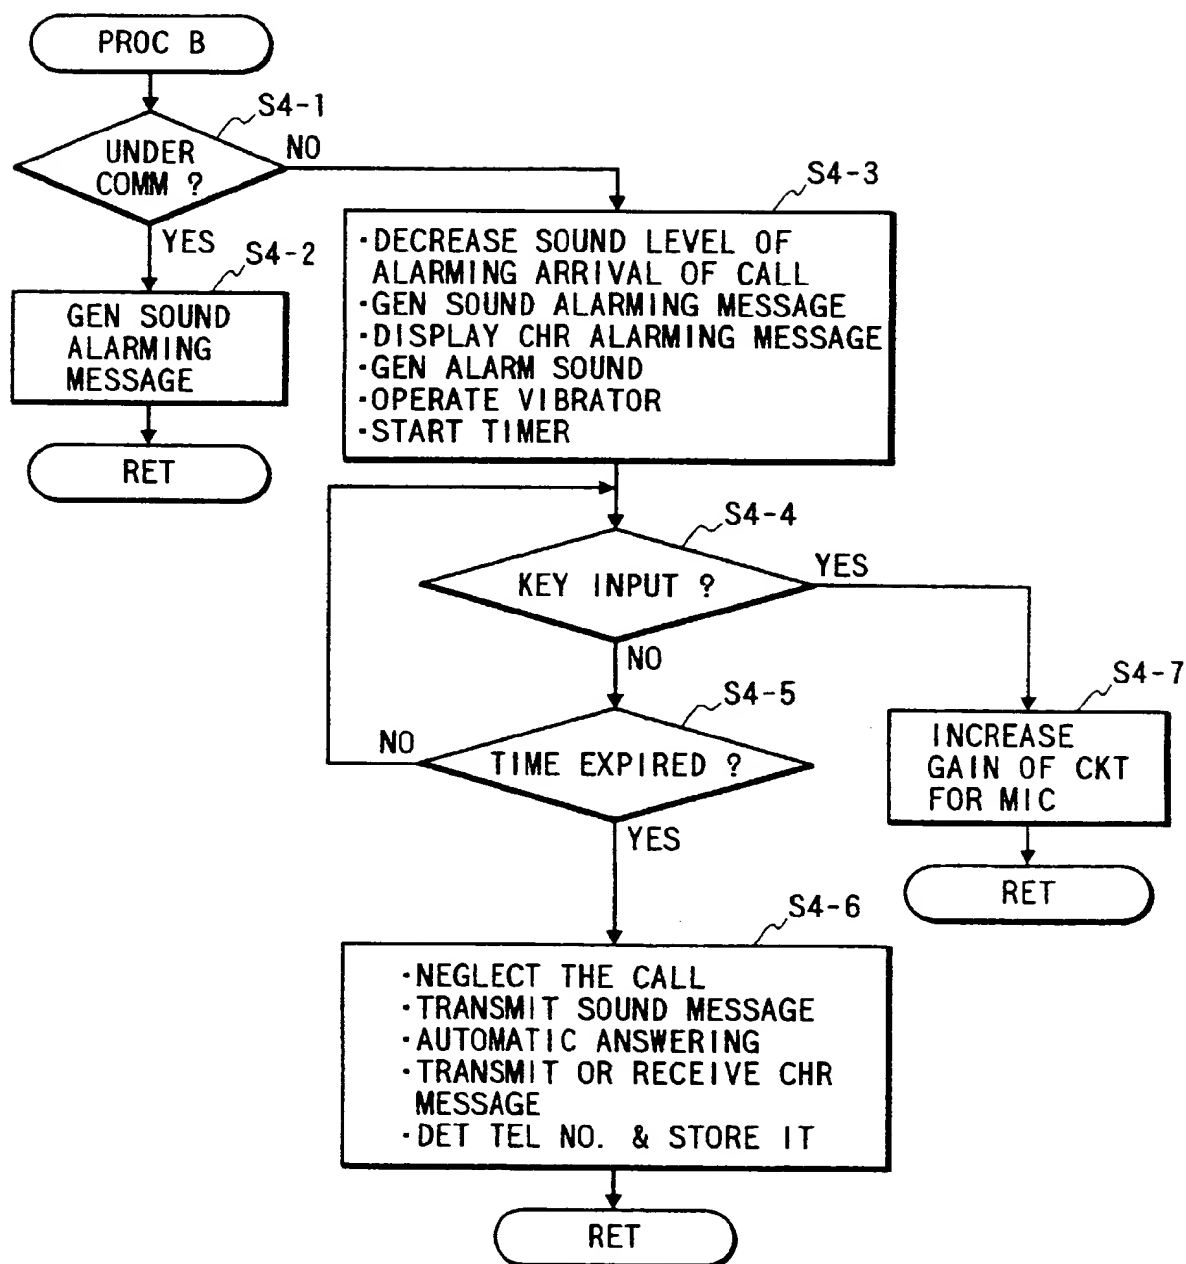 PROC B
S4-1
UNDER
COMM ?
NO
YES
S4-2
GEN SOUND
ALARMING
MESSAGE
RET
S4-3
·DECREASE SOUND LEVEL OF
ALARMING ARRIVAL OF CALL
·GEN SOUND ALARMING MESSAGE
·DISPLAY CHR ALARMING MESSAGE
·GEN ALARM SOUND
·OPERATE VIBRATOR
·START TIMER
S4-4
KEY INPUT ?
YES
NO
S4-5
TIME EXPIRED ?
NO
YES
S4-7
INCREASE
GAIN OF CKT
FOR MIC
RET
S4-6
·NEGLECT THE CALL
·TRANSMIT SOUND MESSAGE
·AUTOMATIC ANSWERING
·TRANSMIT OR RECEIVE CHR
MESSAGE
·DET TEL NO. & STORE IT
RET